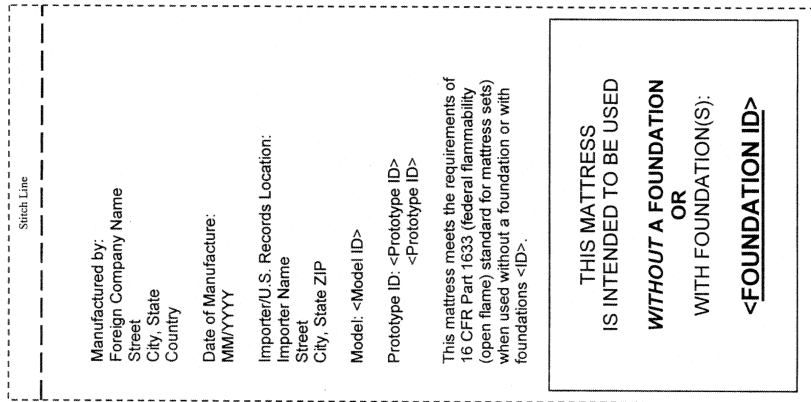 Stitch Line
Manufactured by:
Foreign Company Name
Street
City, State
Country
Date of Manufacture:
MM/YYYY
Importer/U.S. Records Location:
Importer Name
Street
City, State ZIP
Model: <Model ID>
Prototype ID: <Prototype ID>
<Prototype ID>
This mattress meets the requirements of
16 CFR Part 1633 (federal flammability
(open flame) standard for mattress sets)
when used without a foundation or with
foundations <ID>.
THIS MATTRESS
IS INTENDED TO BE USED
WITHOUT A FOUNDATION
OR
WITH FOUNDATION(S):
<FOUNDATION ID>